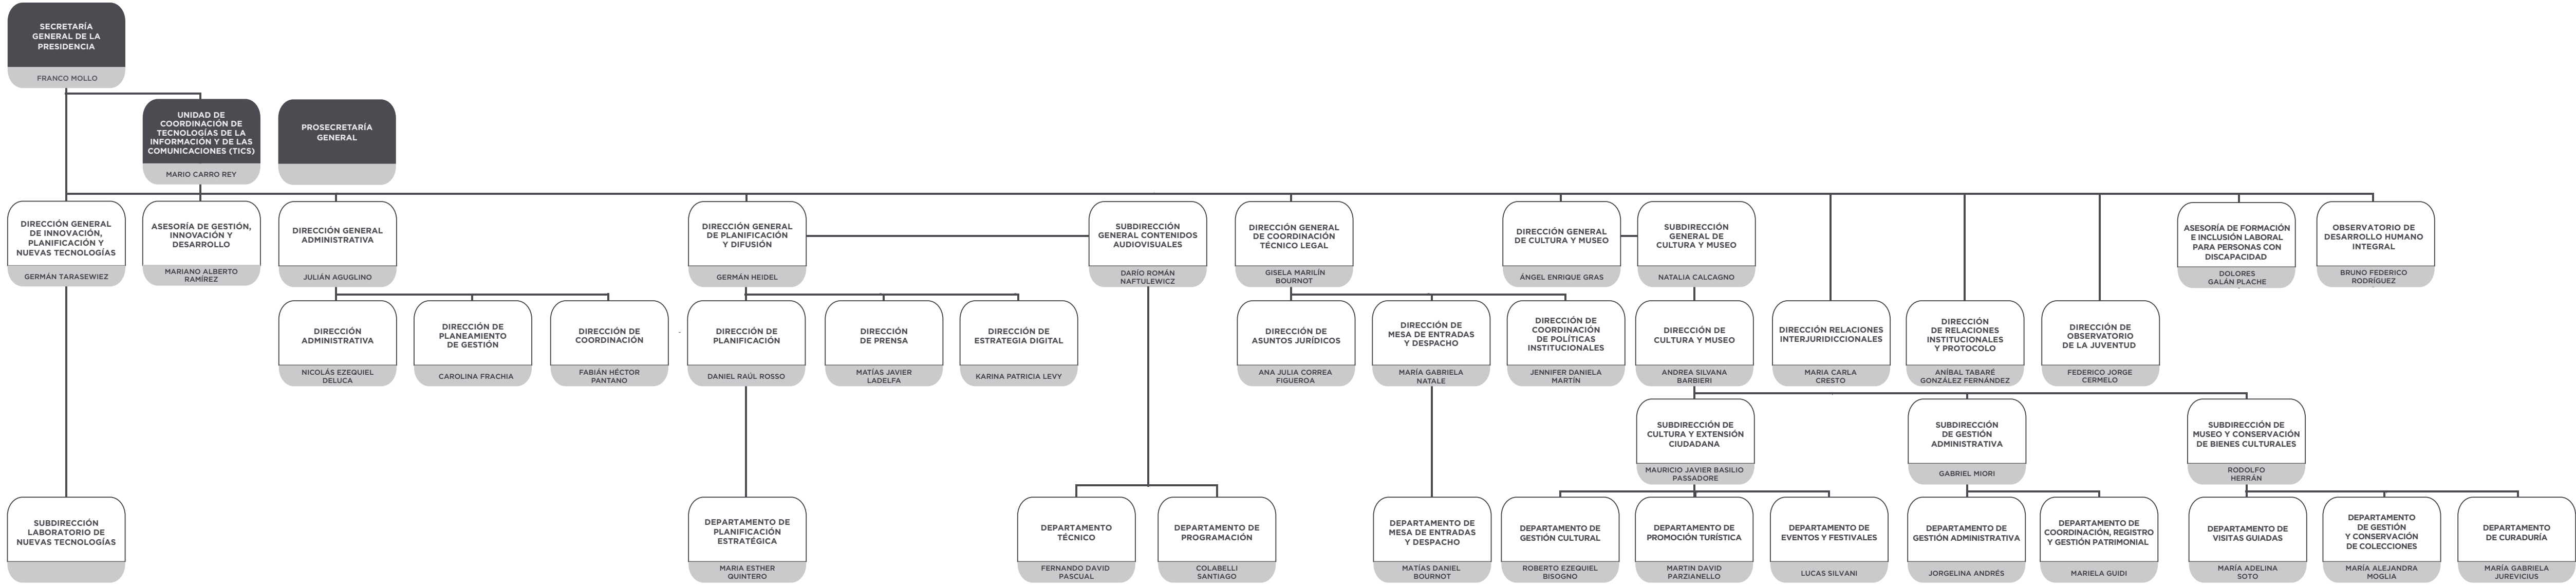 SECRETARÍA
GENERAL DE LA
PRESIDENCIA
FRANCO MOLLO
UNIDAD DE
COORDINACIÓN DE
TECNOLOGÍAS DE LA
INFORMACIÓN Y DE LAS
COMUNICACIONES (TICS)
MARIO CARRO REY
PROSECRETARÍA
GENERAL
DIRECCIÓN GENERAL
DE INNOVACIÓN,
PLANIFICACIÓN Y
NUEVAS TECNOLOGÍAS
GERMÁN TARASEWIEZ
ASESORÍA DE GESTIÓN,
INNOVACIÓN Y
DESARROLLO
MARIANO ALBERTO
RAMÍREZ
DIRECCIÓN GENERAL
ADMINISTRATIVA
JULIÁN AGUGLINO
DIRECCIÓN GENERAL
DE PLANIFICACIÓN
Y DIFUSIÓN
GERMÁN HEIDEL
SUBDIRECCIÓN
GENERAL CONTENIDOS
AUDIOVISUALES
DARÍO ROMÁN
NAFTULEWICZ
DIRECCIÓN GENERAL
DE COORDINACIÓN
TÉCNICO LEGAL
GISELA MARILÍN
BOURNOT
DIRECCIÓN GENERAL
DE CULTURA Y MUSEO
ÁNGEL ENRIQUE GRAS
SUBDIRECCIÓN
GENERAL DE
CULTURA Y MUSEO
NATALIA CALCAGNO
ASESORÍA DE FORMACIÓN
E INCLUSIÓN LABORAL
PARA PERSONAS CON
DISCAPACIDAD
DOLORES
GALÁN PLACHE
OBSERVATORIO DE
DESARROLLO HUMANO
INTEGRAL
BRUNO FEDERICO
RODRÍGUEZ
DIRECCIÓN
ADMINISTRATIVA
NICOLÁS EZEQUIEL
DELUCA
DIRECCIÓN DE
PLANEAMIENTO
DE GESTIÓN
CAROLINA FRACHIA
DIRECCIÓN DE
COORDINACIÓN
FABIÁN HÉCTOR
PANTANO
DIRECCIÓN DE
PLANIFICACIÓN
DANIEL RAÚL ROSSO
DIRECCIÓN
DE PRENSA
MATÍAS JAVIER
LADELFA
DIRECCIÓN DE
ESTRATEGIA DIGITAL
KARINA PATRICIA LEVY
DIRECCIÓN DE
ASUNTOS JURÍDICOS
ANA JULIA CORREA
FIGUEROA
DIRECCIÓN DE
MESA DE ENTRADAS
Y DESPACHO
MARÍA GABRIELA
NATALE
DIRECCIÓN DE
COORDINACIÓN
DE POLÍTICAS
INSTITUCIONALES
JENNIFER DANIELA
MARTÍN
DIRECCIÓN DE
CULTURA Y MUSEO
ANDREA SILVANA
BARBIERI
DIRECCIÓN RELACIONES
INTERJURIDICCIONALES
MARIA CARLA
CRESTO
DIRECCIÓN
DE RELACIONES
INSTITUCIONALES
Y PROTOCOLO
ANÍBAL TABARÉ
GONZÁLEZ FERNÁNDEZ
DIRECCIÓN DE
OBSERVATORIO
DE LA JUVENTUD
FEDERICO JORGE
CERMELO
SUBDIRECCIÓN DE
CULTURA Y EXTENSIÓN
CIUDADANA
MAURICIO JAVIER BASILIO
PASSADORE
SUBDIRECCIÓN
DE GESTIÓN
ADMINISTRATIVA
GABRIEL MIORI
SUBDIRECCIÓN DE
MUSEO Y CONSERVACIÓN
DE BIENES CULTURALES
RODOLFO
HERRÁN
SUBDIRECCIÓN
LABORATORIO DE
NUEVAS TECNOLOGÍAS
DEPARTAMENTO DE
PLANIFICACIÓN
ESTRATÉGICA
MARIA ESTHER
QUINTERO
DEPARTAMENTO
TÉCNICO
FERNANDO DAVID
PASCUAL
DEPARTAMENTO DE
PROGRAMACIÓN
COLABELLI
SANTIAGO
DEPARTAMENTO DE
MESA DE ENTRADAS
Y DESPACHO
MATÍAS DANIEL
BOURNOT
DEPARTAMENTO DE
GESTIÓN CULTURAL
ROBERTO EZEQUIEL
BISOGNO
DEPARTAMENTO DE
PROMOCIÓN TURÍSTICA
MARTIN DAVID
PARZIANELLO
DEPARTAMENTO DE
EVENTOS Y FESTIVALES
LUCAS SILVANI
DEPARTAMENTO DE
GESTIÓN ADMINISTRATIVA
JORGELINA ANDRÉS
DEPARTAMENTO DE
COORDINACIÓN, REGISTRO
Y GESTIÓN PATRIMONIAL
MARIELA GUIDI
DEPARTAMENTO DE
VISITAS GUIADAS
MARÍA ADELINA
SOTO
DEPARTAMENTO
DE GESTIÓN
Y CONSERVACIÓN
DE COLECCIONES
MARÍA ALEJANDRA
MOGLIA
DEPARTAMENTO
DE CURADURÍA
MARÍA GABRIELA
JUREVICIUS